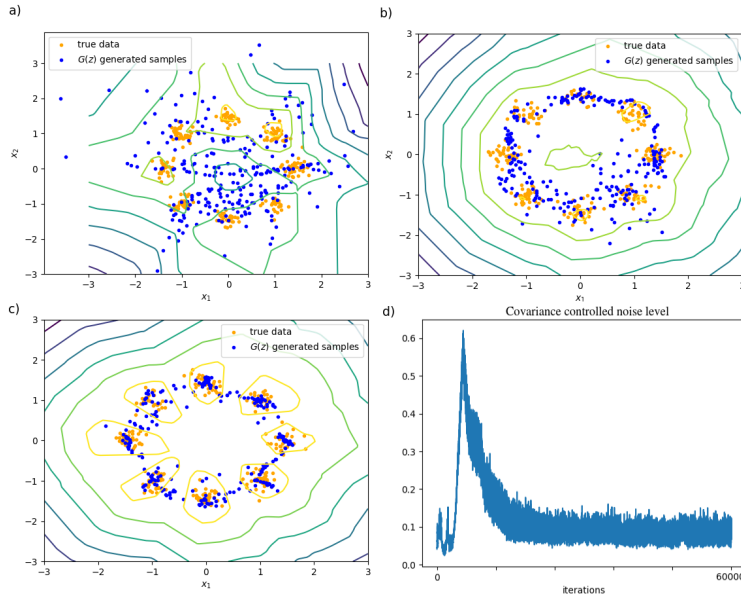 a)
true data
G(z) generated samples
3
2
1
0
−1
−2
−3
x₂
−3 −2 −1 0 1 2 3
x₁
b)
true data
G(z) generated samples
3
2
1
0
−1
−2
−3
x₂
−3 −2 −1 0 1 2 3
x₁
c)
true data
G(z) generated samples
3
2
1
0
−1
−2
−3
−3 −2 −1 0 1 2 3
x₁
d)
Covariance controlled noise level
0.6
0.5
0.4
0.3
0.2
0.1
0.0
0 60000
iterations